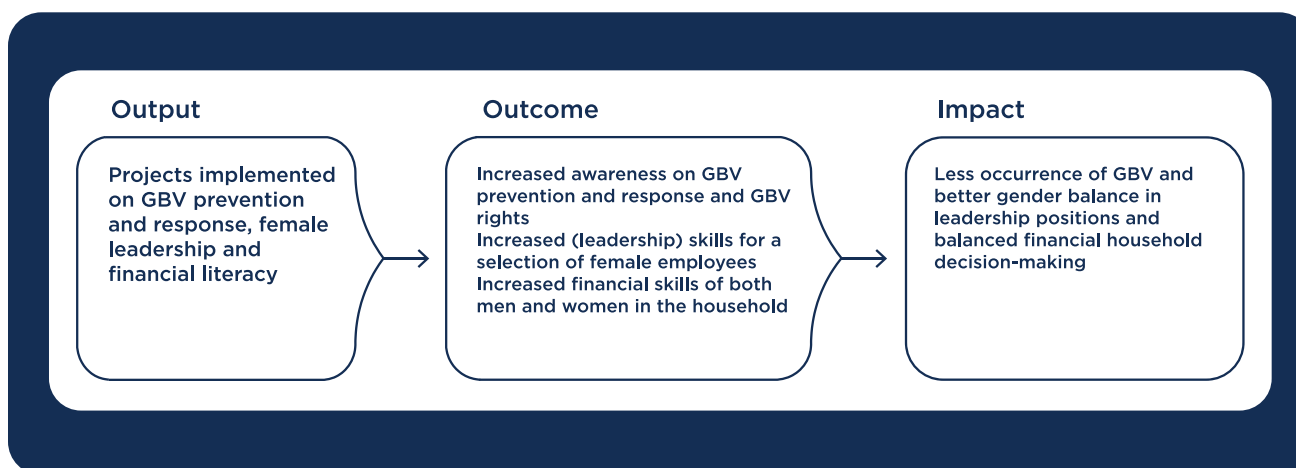 Output
Projects implemented
on GBV prevention
and response, female
leadership and
financial literacy
Outcome
Increased awareness on GBV
prevention and response and GBV
rights
Increased (leadership) skills for a
selection of female employees
Increased financial skills of both
men and women in the household
Impact
Less occurrence of GBV and
better gender balance in
leadership positions and
balanced financial household
decision-making